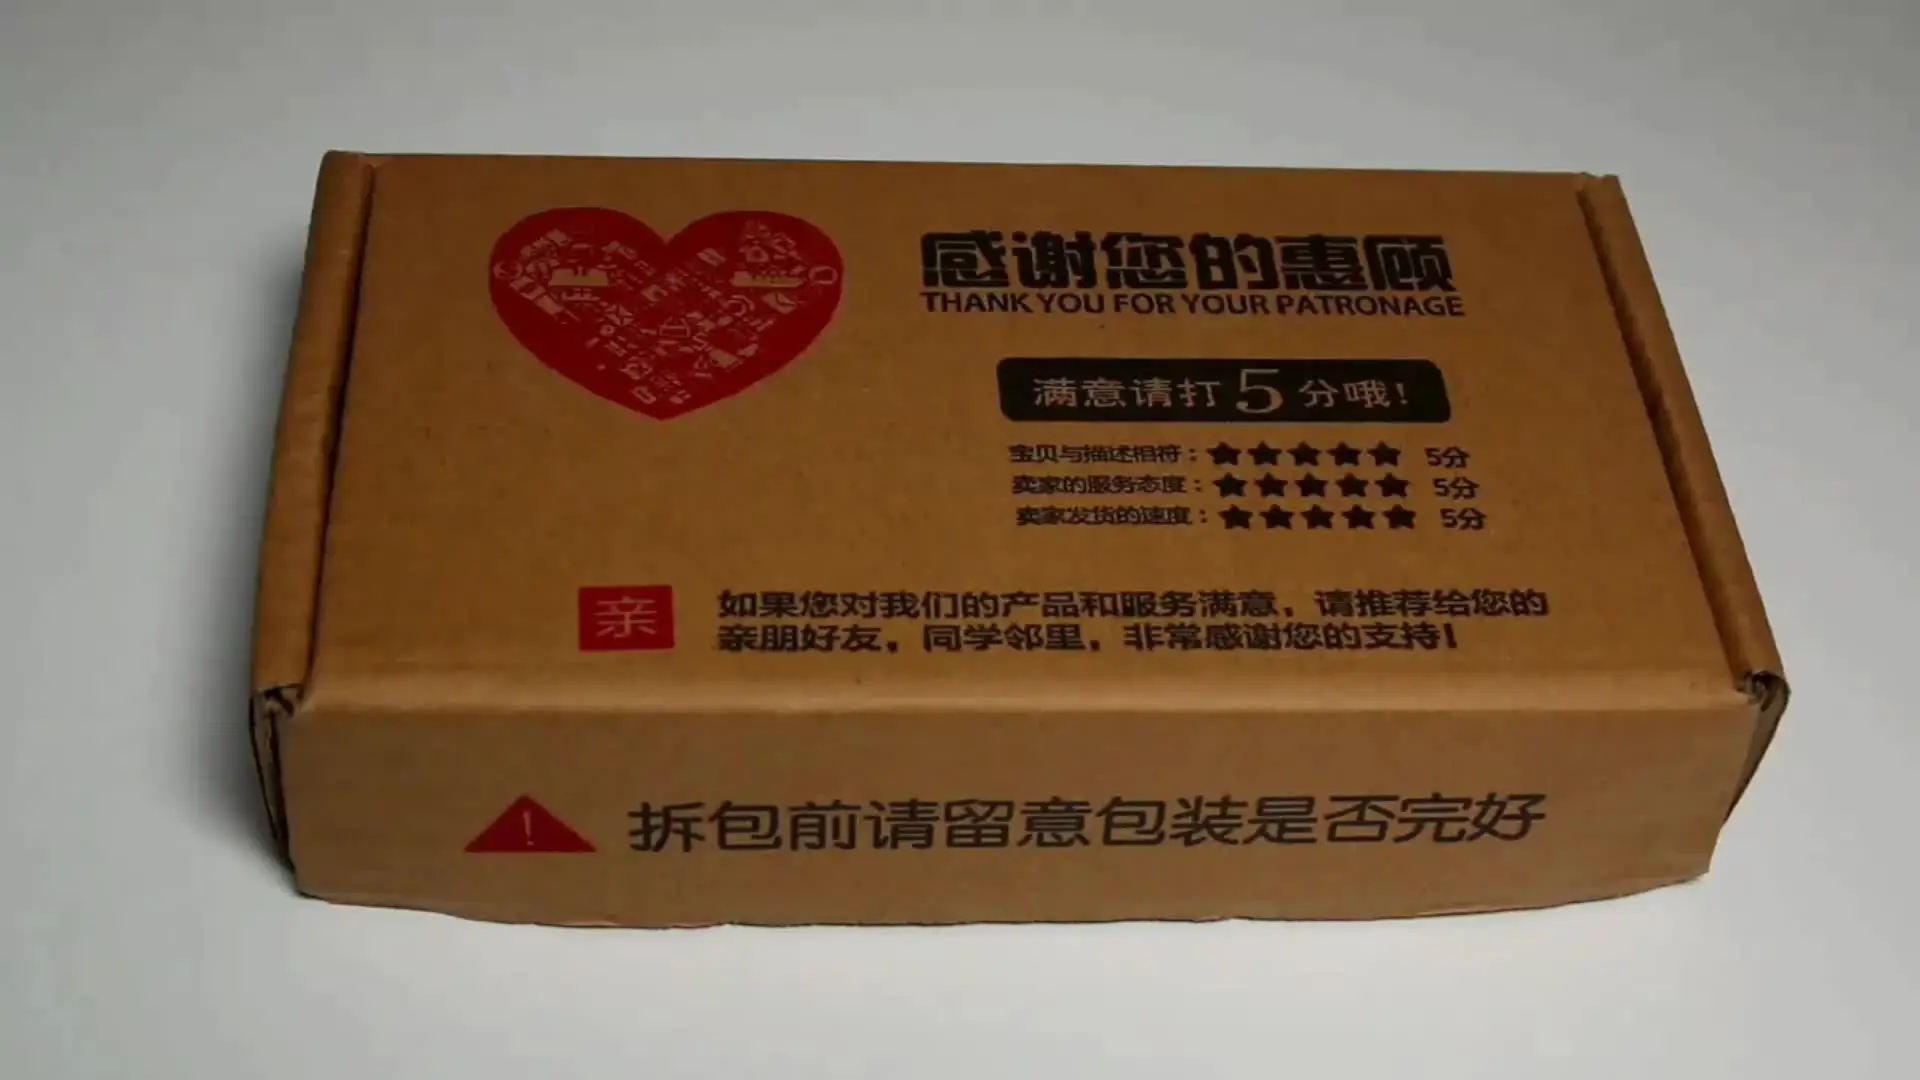 感谢您的惠顾
THANK YOU FOR YOUR PATRONAGE
满意请打5分哦!
宝贝与描述相符：★★★★★ 5分
卖家的服务态度：★★★★★ 5分
卖家发货的速度：★★★★★ 5分
亲
如果您对我们的产品和服务满意，请推荐给您的
亲朋好友，同学邻里，非常感谢您的支持！
! 拆包前请留意包装是否完好